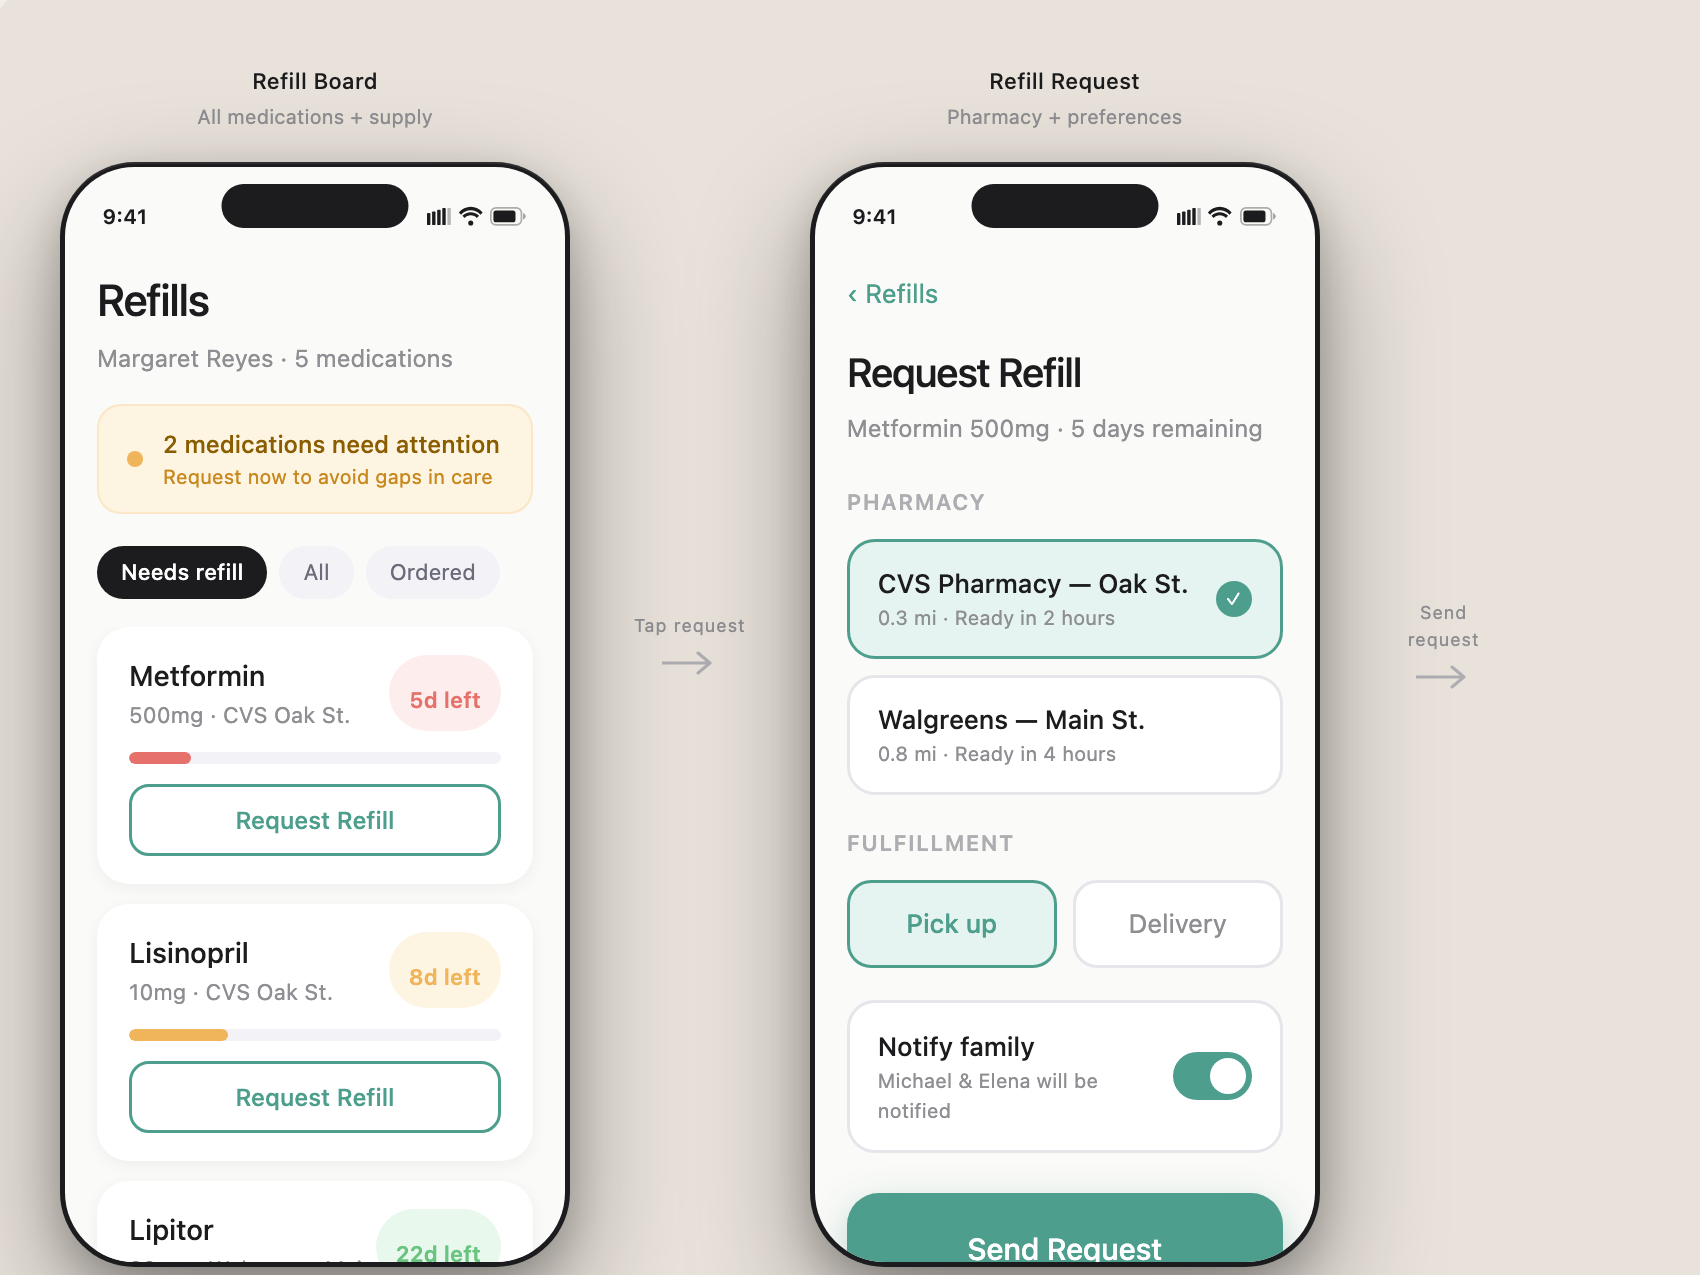 Refill Board
All medications + supply
9:41
Refills
Margaret Reyes · 5 medications
2 medications need attention
Request now to avoid gaps in care
Needs refill
All
Ordered
Metformin
500mg · CVS Oak St.
5d left
Request Refill
Lisinopril
10mg · CVS Oak St.
8d left
Request Refill
Lipitor
22d left
Tap request
Refill Request
Pharmacy + preferences
9:41
‹ Refills
Request Refill
Metformin 500mg · 5 days remaining
PHARMACY
CVS Pharmacy — Oak St.
0.3 mi · Ready in 2 hours
Walgreens — Main St.
0.8 mi · Ready in 4 hours
FULFILLMENT
Pick up
Delivery
Notify family
Michael & Elena will be
notified
Send Request
Send
request